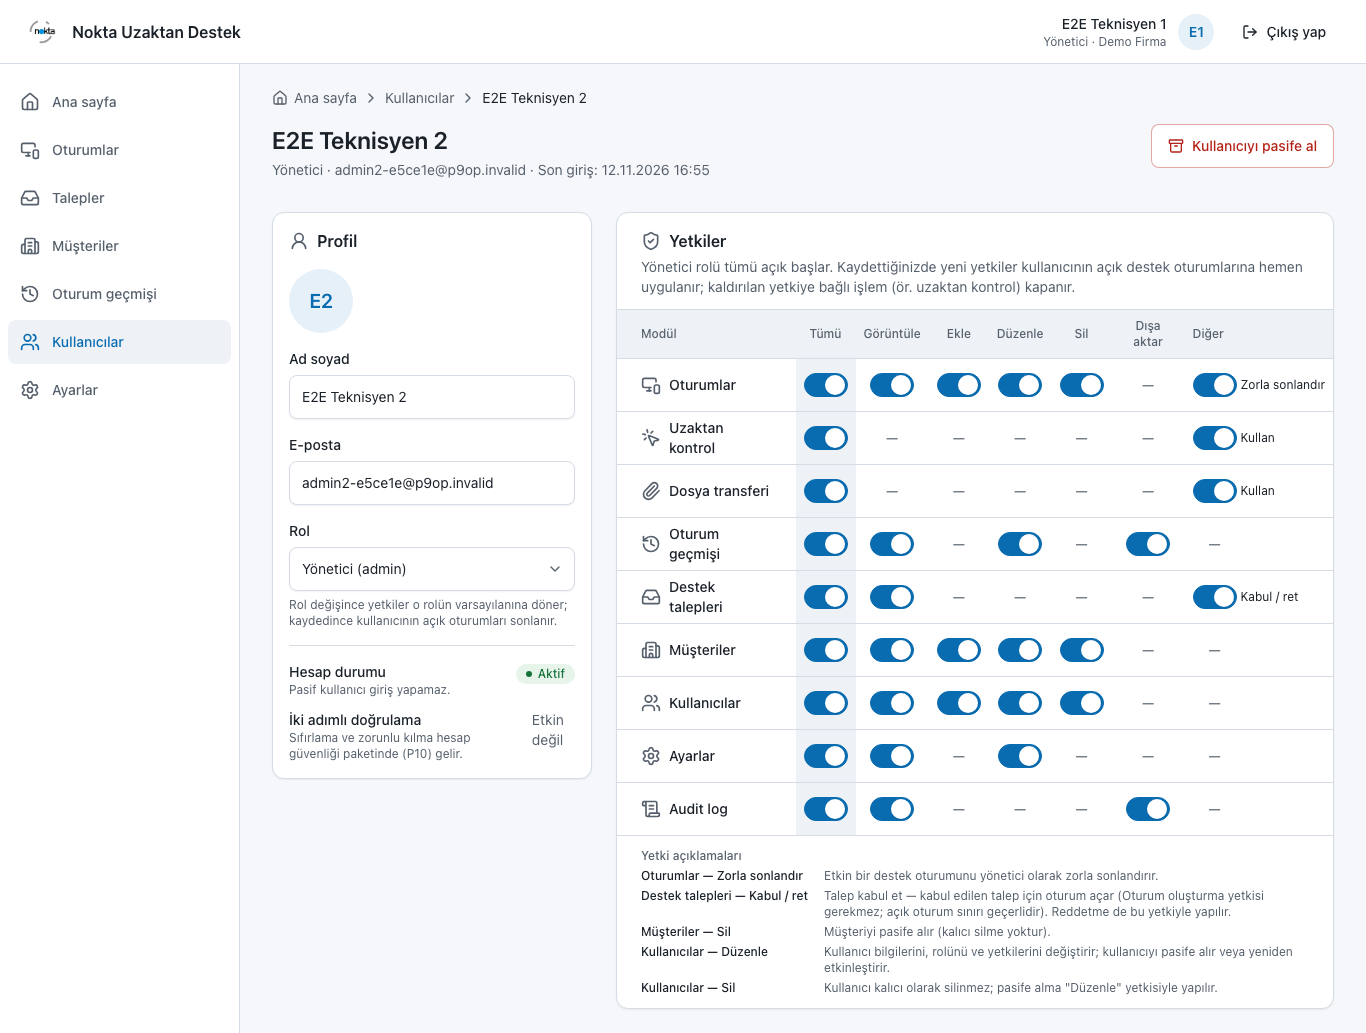 nokta
Nokta Uzaktan Destek
E2E Teknisyen 1
Yönetici · Demo Firma
E1
Çıkış yap
Ana sayfa
Oturumlar
Talepler
Müşteriler
Oturum geçmişi
Kullanıcılar
Ayarlar
Ana sayfa > Kullanıcılar > E2E Teknisyen 2
E2E Teknisyen 2
Yönetici · admin2-e5ce1e@p9op.invalid · Son giriş: 12.11.2026 16:55
Kullanıcıyı pasife al
Profil
E2
Ad soyad
E2E Teknisyen 2
E-posta
admin2-e5ce1e@p9op.invalid
Rol
Yönetici (admin)
Rol değişince yetkiler o rolün varsayılanına döner;
kaydedince kullanıcının açık oturumları sonlanır.
Hesap durumu
Aktif
Pasif kullanıcı giriş yapamaz.
İki adımlı doğrulama
Etkin
değil
Sıfırlama ve zorunlu kılma hesap
güvenliği paketinde (P10) gelir.
Yetkiler
Yönetici rolü tümü açık başlar. Kaydettiğinizde yeni yetkiler kullanıcının açık destek oturumlarına hemen
uygulanır; kaldırılan yetkiye bağlı işlem (ör. uzaktan kontrol) kapanır.
Modül Tümü Görüntüle Ekle Düzenle Sil Dışa aktar Diğer
Oturumlar — Zorla sonlandır
Uzaktan kontrol — — — — — Kullan
Dosya transferi — — — — — Kullan
Oturum geçmişi — — —
Destek talepleri — — — — Kabul / ret
Müşteriler — —
Kullanıcılar — —
Ayarlar — — — —
Audit log — — — —
Yetki açıklamaları
Oturumlar — Zorla sonlandır Etkin bir destek oturumunu yönetici olarak zorla sonlandırır.
Destek talepleri — Kabul / ret Talep kabul et — kabul edilen talep için oturum açar (Oturum oluşturma yetkisi
gerekmez; açık oturum sınırı geçerlidir). Reddetme de bu yetkiyle yapılır.
Müşteriler — Sil Müşteriyi pasife alır (kalıcı silme yoktur).
Kullanıcılar — Düzenle Kullanıcı bilgilerini, rolünü ve yetkilerini değiştirir; kullanıcıyı pasife alır veya yeniden
etkinleştirir.
Kullanıcılar — Sil Kullanıcı kalıcı olarak silinmez; pasife alma "Düzenle" yetkisiyle yapılır.